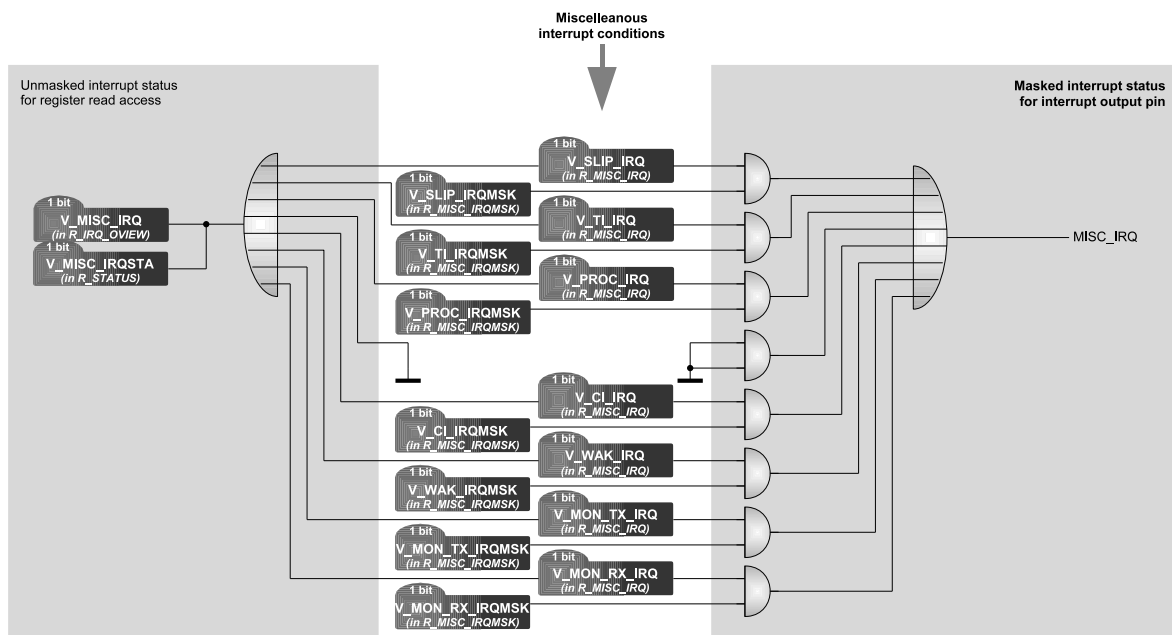 Miscelleanous
interrupt conditions
Unmasked interrupt status
for register read access
Masked interrupt status
for interrupt output pin
1 bit
V_SLIP_IRQ
(in R_MISC_IRQ)
1 bit
V_SLIP_IRQMSK
(in R_MISC_IRQMSK)
1 bit
V_MISC_IRQ
(in R_IRQ_OVIEW)
1 bit
V_MISC_IRQSTA
(in R_STATUS)
1 bit
V_TI_IRQ
(in R_MISC_IRQ)
1 bit
V_TI_IRQMSK
(in R_MISC_IRQMSK)
MISC_IRQ
1 bit
V_PROC_IRQ
(in R_MISC_IRQ)
1 bit
V_PROC_IRQMSK
(in R_MISC_IRQMSK)
1 bit
V_CI_IRQ
(in R_MISC_IRQ)
1 bit
V_CI_IRQMSK
(in R_MISC_IRQMSK)
1 bit
V_WAK_IRQ
(in R_MISC_IRQ)
1 bit
V_WAK_IRQMSK
(in R_MISC_IRQMSK)
1 bit
V_MON_TX_IRQ
(in R_MISC_IRQ)
1 bit
V_MON_TX_IRQMSK
(in R_MISC_IRQMSK)
1 bit
V_MON_RX_IRQ
(in R_MISC_IRQ)
1 bit
V_MON_RX_IRQMSK
(in R_MISC_IRQMSK)